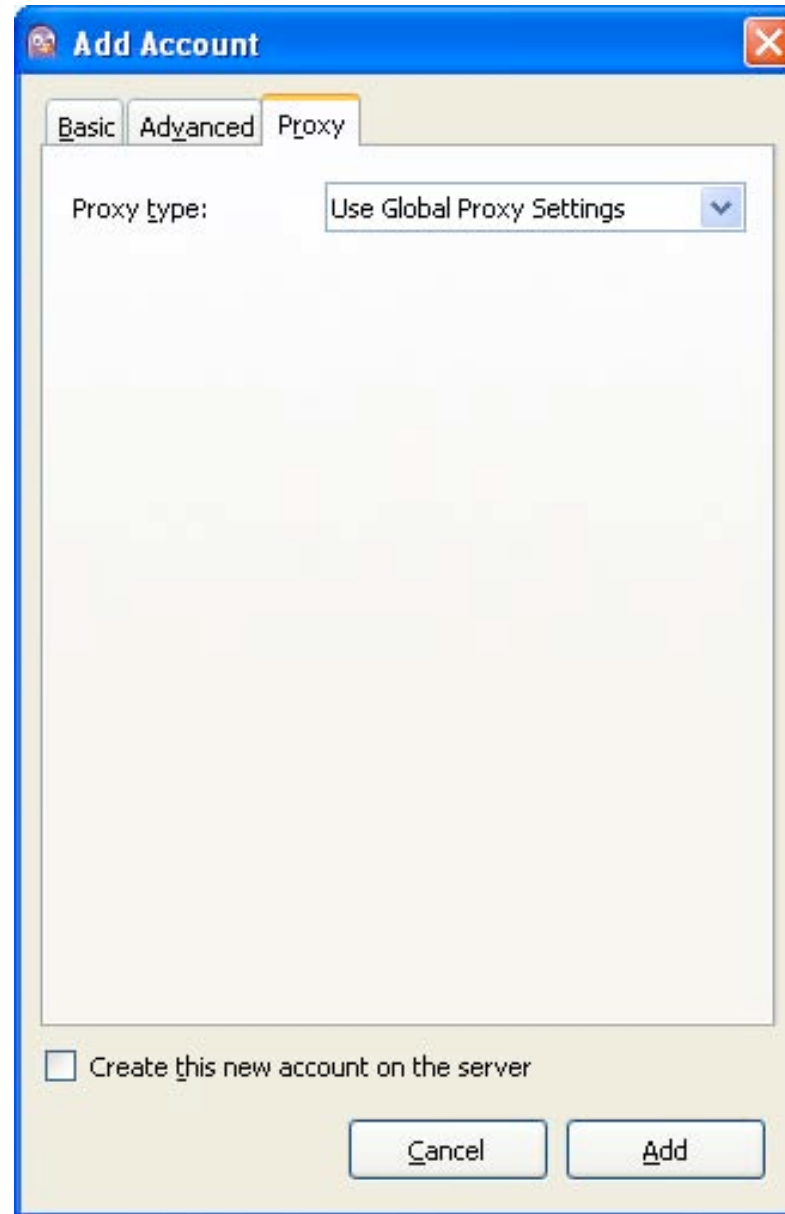 Add Account
Basic Advanced Proxy
Proxy type: Use Global Proxy Settings
Create this new account on the server
Cancel Add